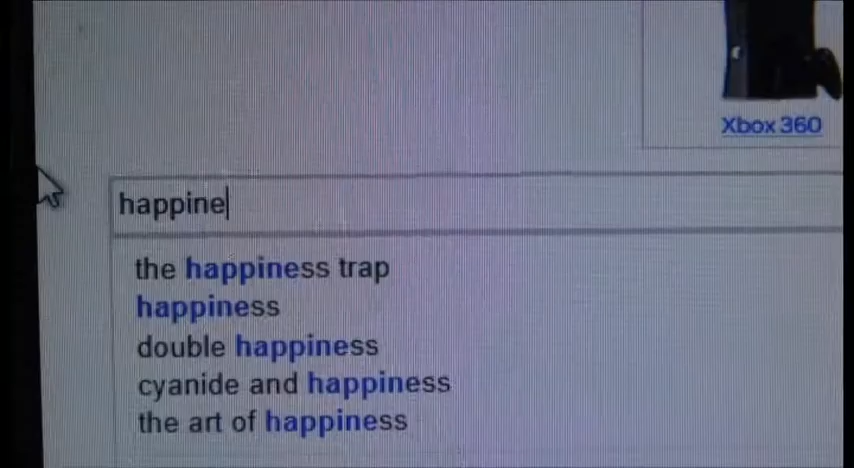 Xbox 360
happine
the happiness trap
happiness
double happiness
cyanide and happiness
the art of happiness